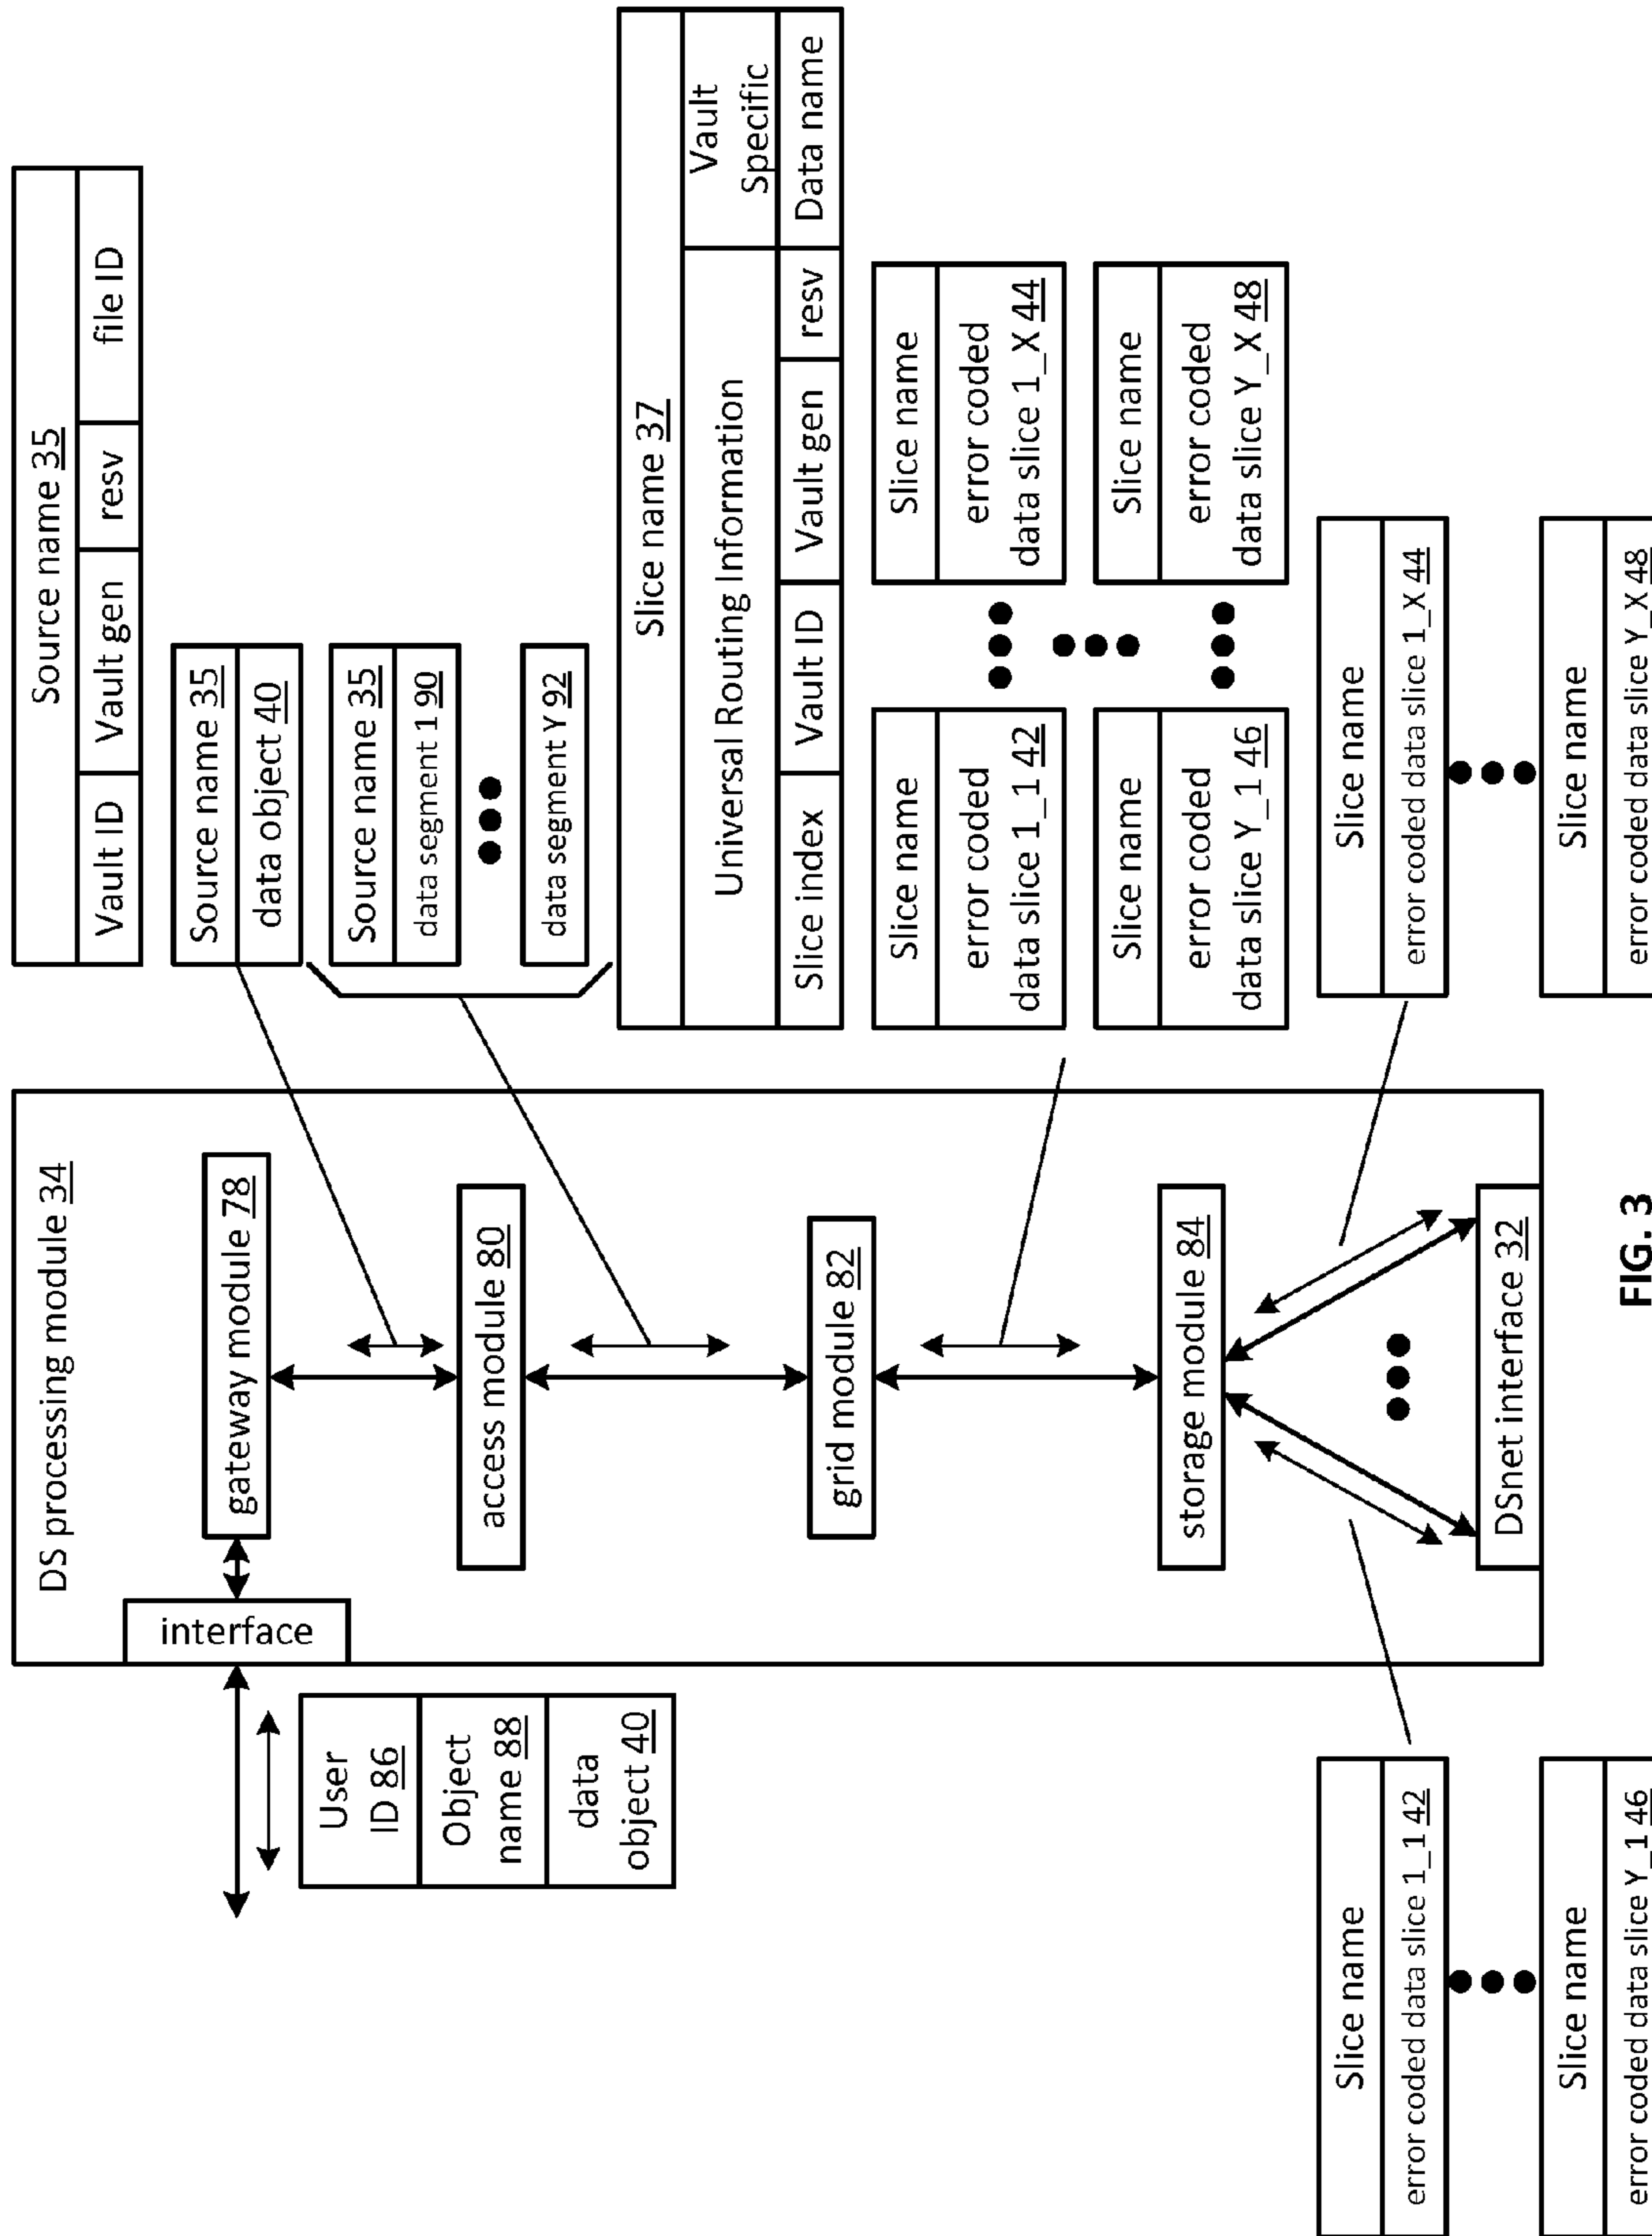 DS processing module 34
interface
gateway module 78
access module 80
grid module 82
storage module 84
DSnet interface 32
User
ID 86
Object
name 88
data
object 40
Source name 35
Vault ID
Vault gen
resv
file ID
Source name 35
data object 40
Source name 35
data segment 1 90
data segment Y 92
Slice name 37
Universal Routing Information
Vault
Specific
Slice index
Vault ID
Vault gen
resv
Data name
Slice name
error coded
data slice 1_1 42
Slice name
error coded
data slice 1_X 44
Slice name
error coded
data slice Y_1 46
Slice name
error coded
data slice Y_X 48
Slice name
error coded data slice 1_1 42
Slice name
error coded data slice Y_1 46
Slice name
error coded data slice 1_X 44
Slice name
error coded data slice Y_X 48
FIG. 3